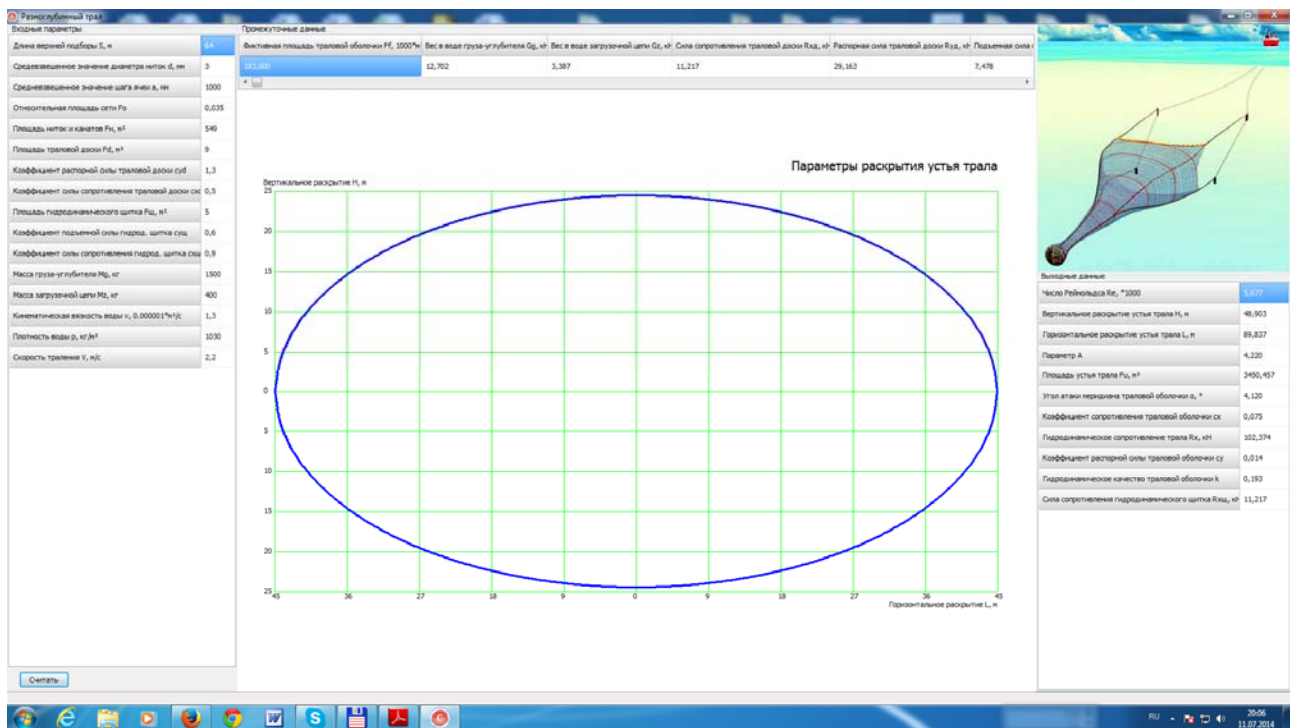 Разноглубинный трал
Входные параметры
Длина верхней подборы S, м 64
Средневзвешенное значение диаметра ниток d, мм 3
Средневзвешенное значение шага ячеи a, мм 1000
Относительная площадь сети Fo 0,035
Площадь ниток и канатов Fн, м² 549
Площадь траловой доски Fd, м² 9
Коэффициент распорной силы траловой доски cyd 1,3
Коэффициент силы сопротивления траловой доски 0,5
Площадь гидродинамического щитка Fщ, м² 5
Коэффициент подъемной силы гидрод. щитка cyщ 0,6
Коэффициент силы сопротивления гидрод. щитка cxщ 0,9
Масса груза-углубителя Mg, кг 1500
Масса загрузочной цепи Mz, кг 400
Кинематическая вязкость воды v, 0.000001*м²/с 1,3
Плотность воды p, кг/м³ 1030
Скорость траления V, м/с 2,2
Считать
Промежуточные данные
Фиктивная площадь траловой оболочки Ff, 1000*м Вес в воде груза-углубителя Gg, кН Вес в воде загрузочной цепи Gz, кН Сила сопротивления траловой доски Rxд, кН Распорная сила траловой доски Ryд, кН Подъемная сила
183,000 12,702 3,387 11,217 29,163 7,478
Параметры раскрытия устья трала
Вертикальное раскрытие H, м
25
20
15
10
5
0
5
10
15
20
25
45 36 27 18 9 0 9 18 27 36 45
Горизонтальное раскрытие L, м
Выходные данные
Число Рейнольдса Re, *1000 5,077
Вертикальное раскрытие устья трала H, м 48,903
Горизонтальное раскрытие устья трала L, м 89,837
Параметр A 4,220
Площадь устья трала Fu, м² 3450,457
Угол атаки меридиана траловой оболочки α, ° 4,120
Коэффициент сопротивления траловой оболочки cx 0,075
Гидродинамическое сопротивление трала Rx, кН 102,374
Коэффициент распорной силы траловой оболочки cy 0,014
Гидродинамическое качество траловой оболочки k 0,193
Сила сопротивления гидродинамического щитка Rxщ, кН 11,217
RU
20:06
11.07.2014